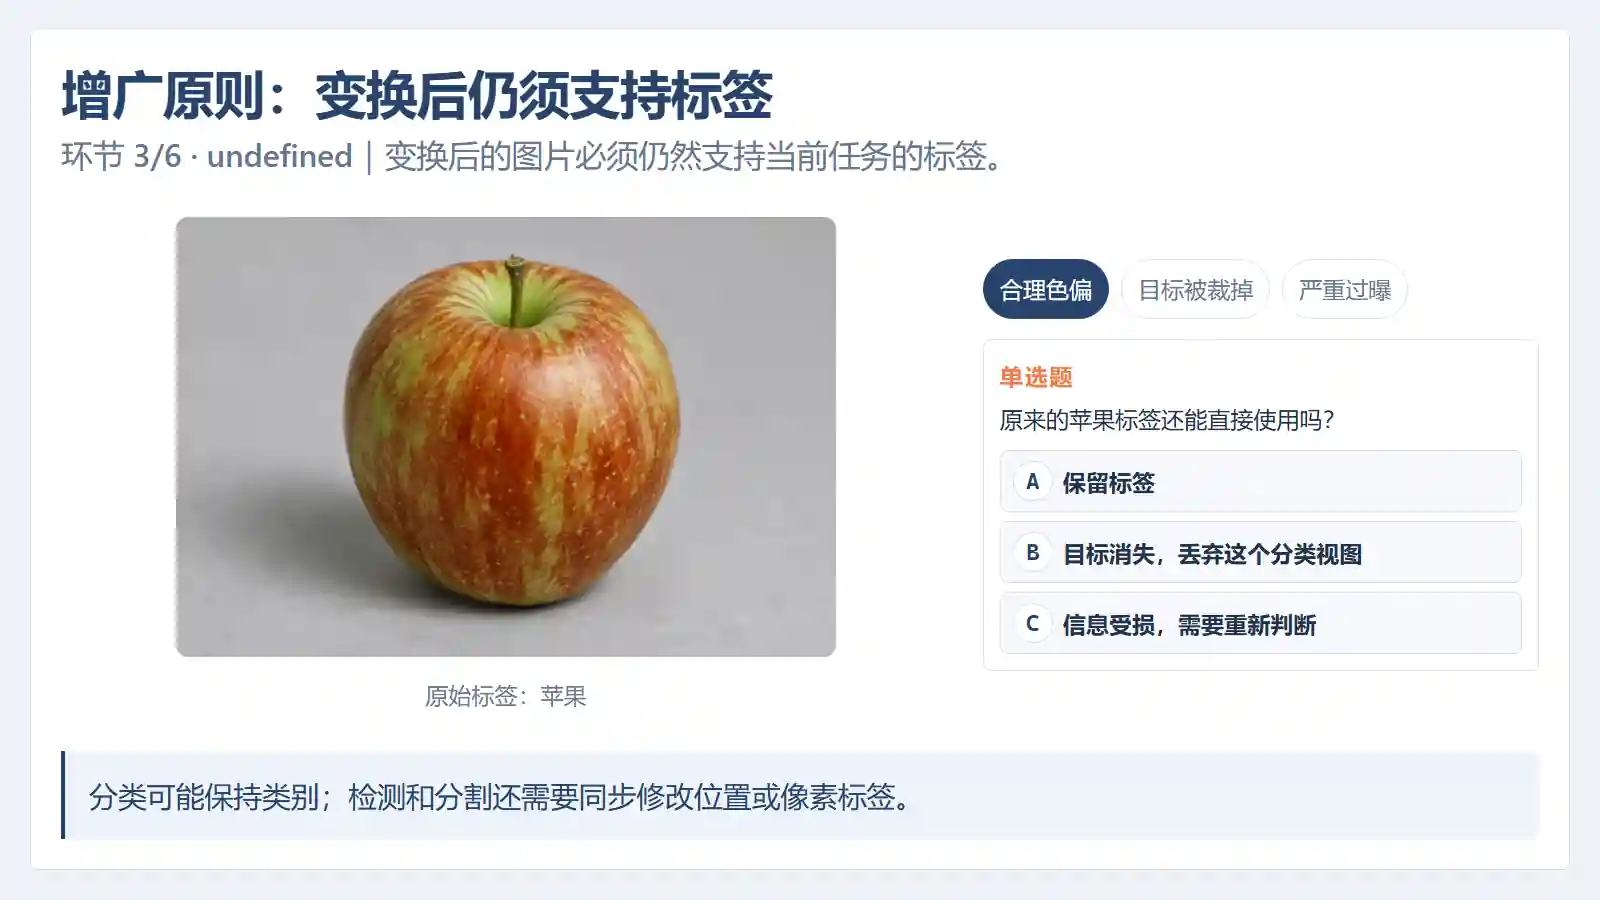 增广原则：变换后仍须支持标签
环节 3/6 · undefined｜变换后的图片必须仍然支持当前任务的标签。
原始标签：苹果
合理色偏 目标被裁掉 严重过曝
单选题
原来的苹果标签还能直接使用吗？
A 保留标签
B 目标消失，丢弃这个分类视图
C 信息受损，需要重新判断
分类可能保持类别；检测和分割还需要同步修改位置或像素标签。